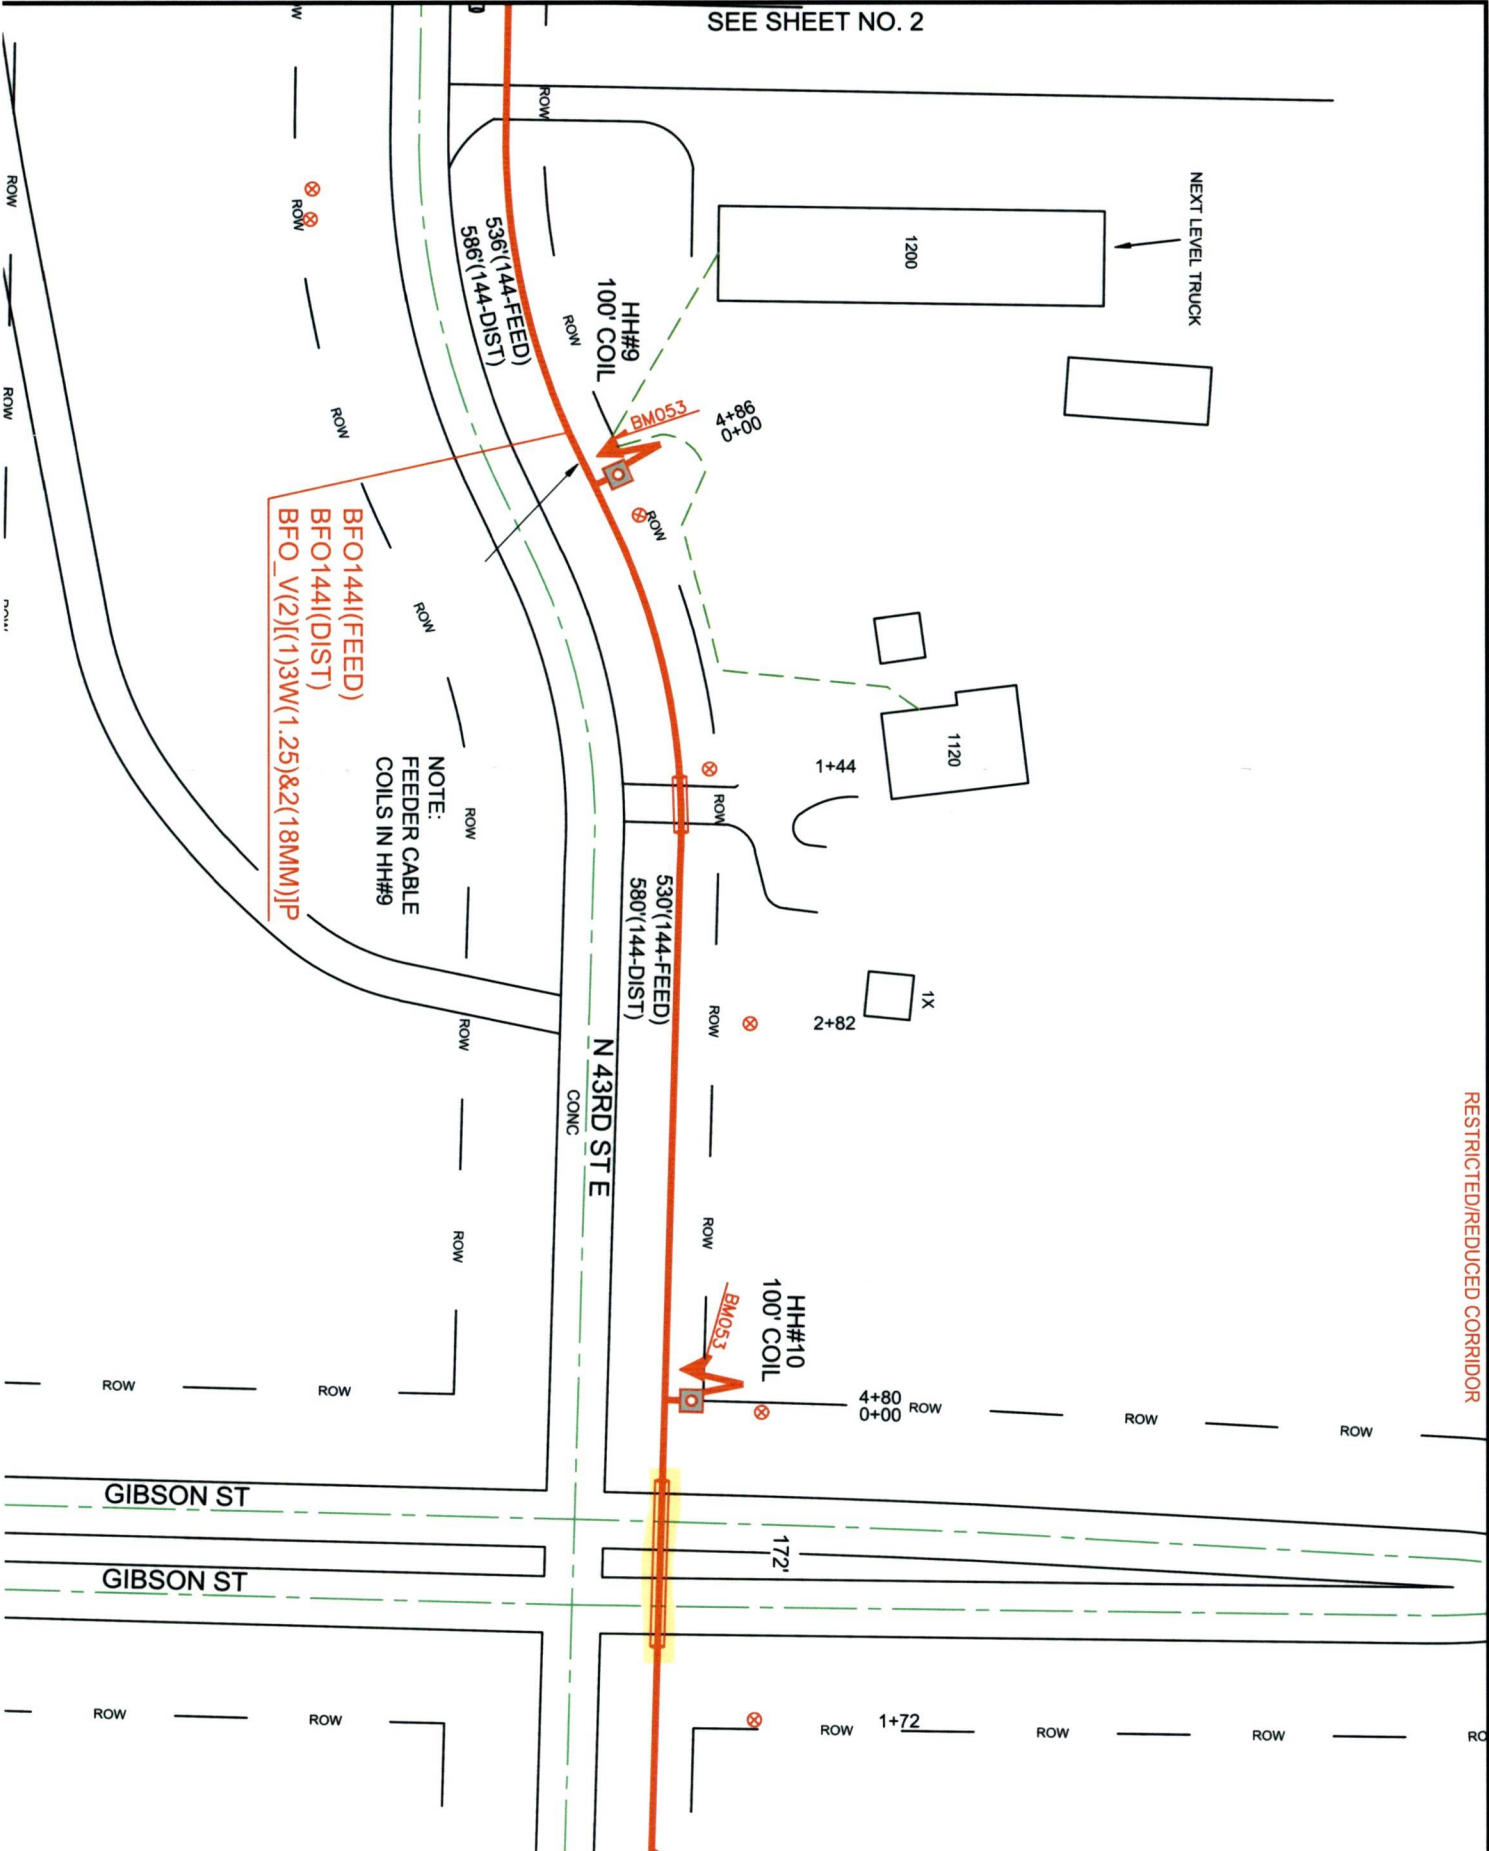 SEE SHEET NO. 2
ROW
ROW
ROW
ROW
NEXT LEVEL TRUCK
1200
536'(144-FEED)
586'(144-DIST)
HH#9
100' COIL
ROW
ROW
ROW
BM053
4+86
0+00
ROW
BFO144I(FEED)
BFO144I(DIST)
BFO_V(2)[(1)3W(1.25)&2(18MM)]P
ROW
1120
1+44
ROW
NOTE:
FEEDER CABLE
COILS IN HH#9
ROW
530'(144-FEED)
580'(144-DIST)
1X
2+82
ROW
ROW
N 43RD ST E
CONC
RESTRICTED/REDUCED CORRIDOR
ROW
ROW
HH#10
100' COIL
BM053
4+80
0+00
ROW
ROW
ROW
ROW
ROW
GIBSON ST
172'
GIBSON ST
ROW
ROW
ROW
1+72
ROW
ROW